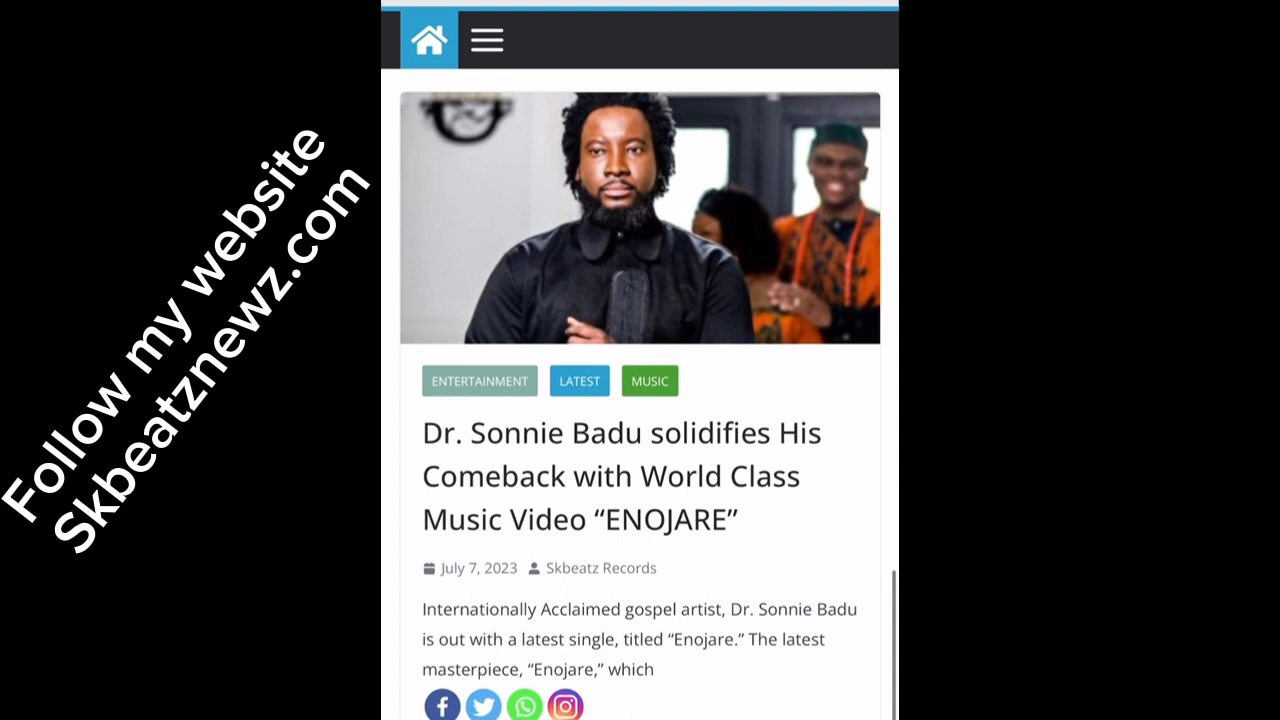 Follow my website
Skbeatznewz.com
ENTERTAINMENT LATEST MUSIC
Dr. Sonnie Badu solidifies His
Comeback with World Class
Music Video “ENOJARE”
July 7, 2023 Skbeatz Records
Internationally Acclaimed gospel artist, Dr. Sonnie Badu
is out with a latest single, titled “Enojare.” The latest
masterpiece, “Enojare,” which